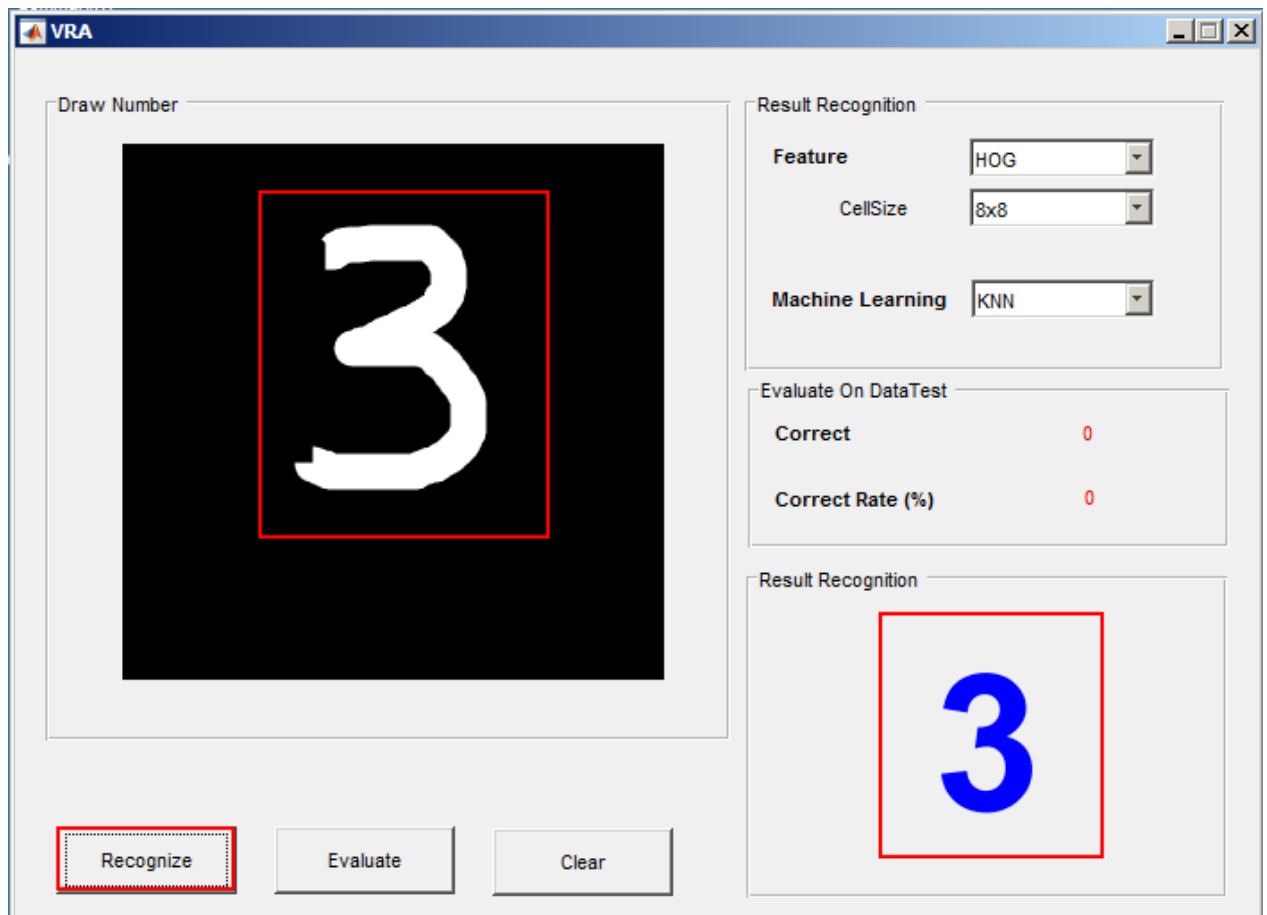 VRA
Draw Number
3
Recognize
Evaluate
Clear
Result Recognition
Feature
HOG
CellSize
8x8
Machine Learning
KNN
Evaluate On DataTest
Correct
0
Correct Rate (%)
0
Result Recognition
3